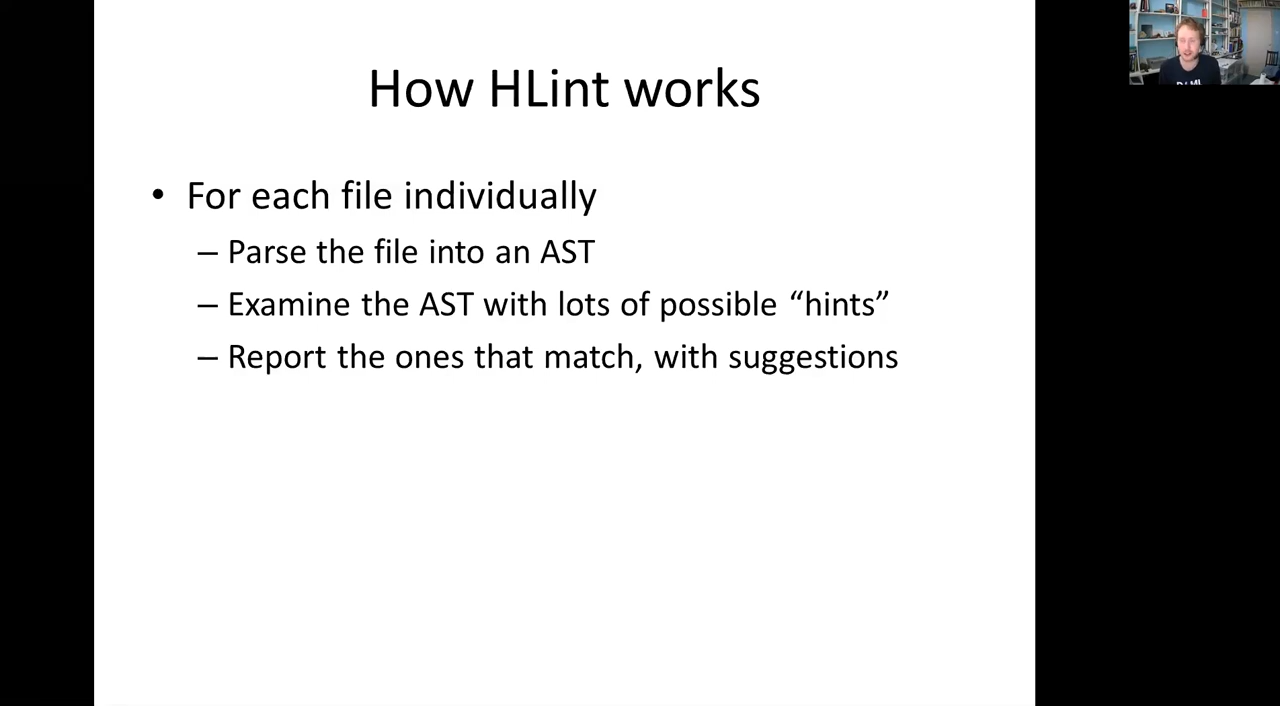 How HLint works
• For each file individually
– Parse the file into an AST
– Examine the AST with lots of possible “hints”
– Report the ones that match, with suggestions